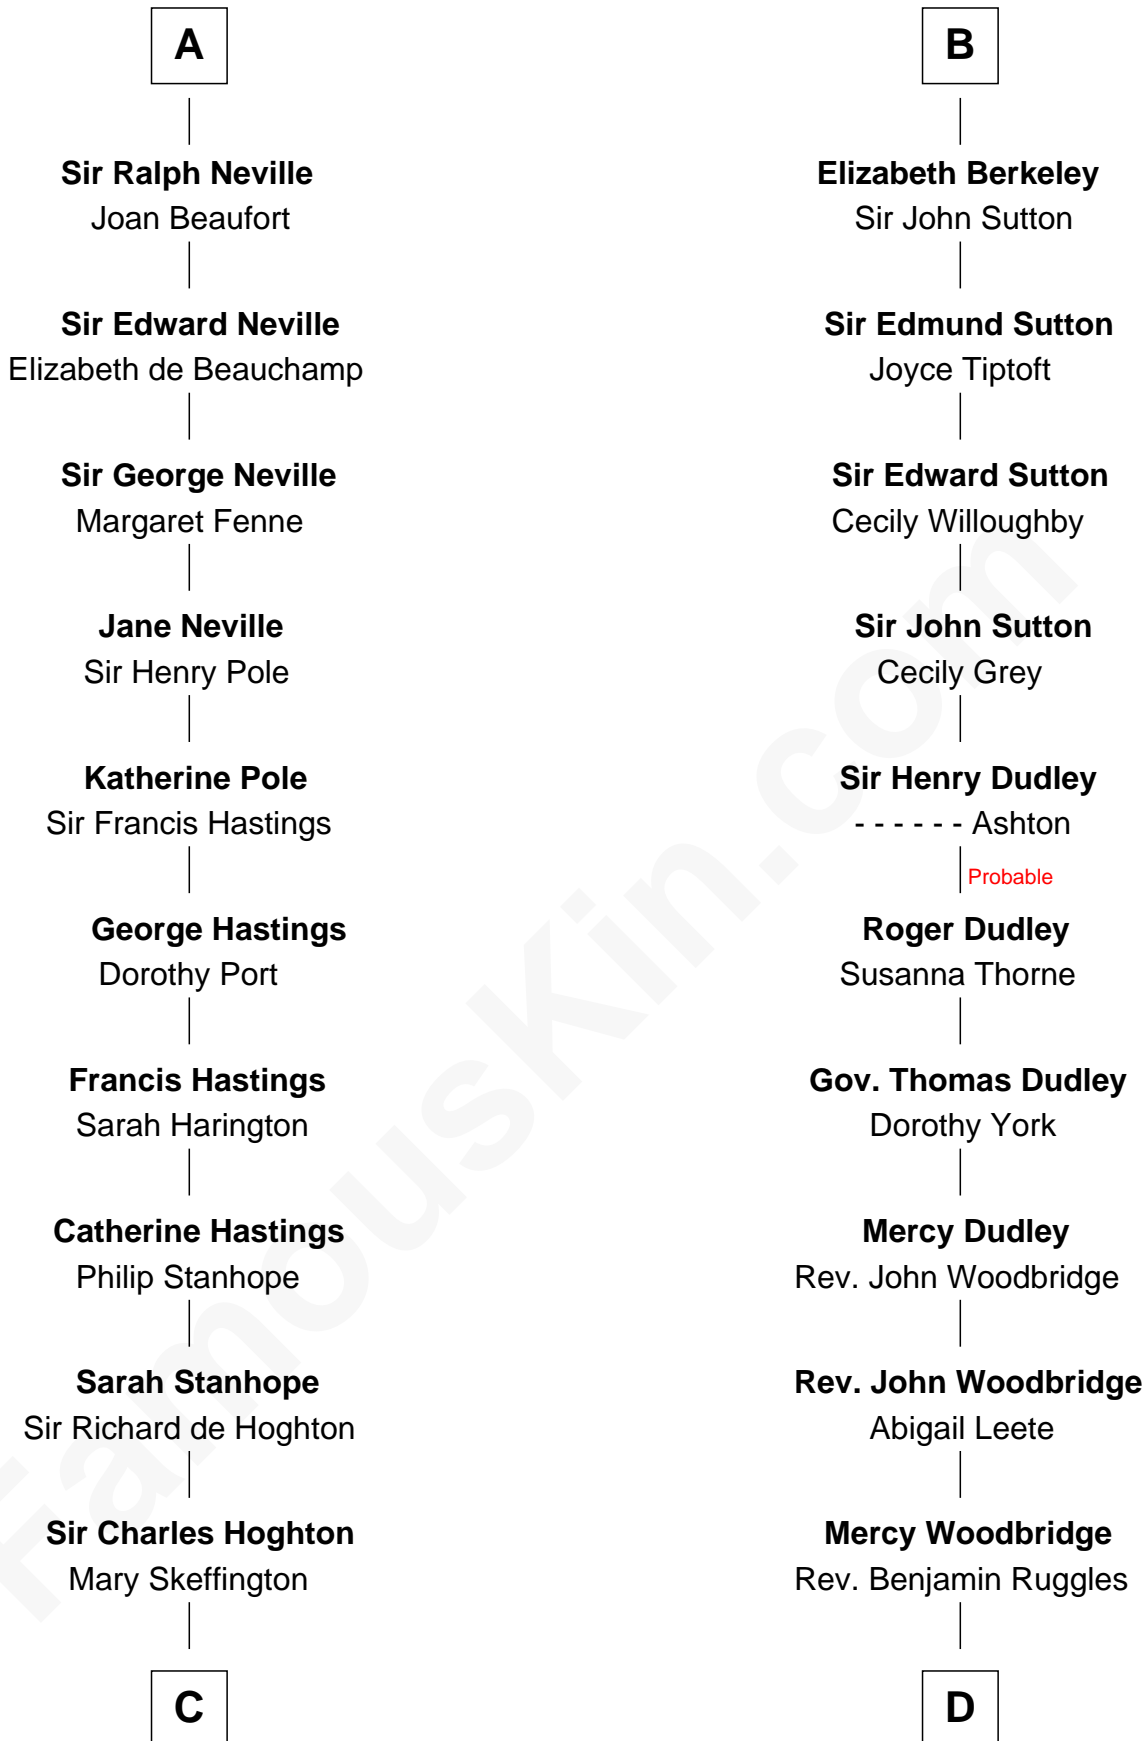 A
Sir Ralph Neville
Joan Beaufort
Sir Edward Neville
Elizabeth de Beauchamp
Sir George Neville
Margaret Fenne
Jane Neville
Sir Henry Pole
Katherine Pole
Sir Francis Hastings
George Hastings
Dorothy Port
Francis Hastings
Sarah Harington
Catherine Hastings
Philip Stanhope
Sarah Stanhope
Sir Richard de Hoghton
Sir Charles Hoghton
Mary Skeffington
C
B
Elizabeth Berkeley
Sir John Sutton
Sir Edmund Sutton
Joyce Tiptoft
Sir Edward Sutton
Cecily Willoughby
Sir John Sutton
Cecily Grey
Sir Henry Dudley
- - - - - - Ashton
Probable
Roger Dudley
Susanna Thorne
Gov. Thomas Dudley
Dorothy York
Mercy Dudley
Rev. John Woodbridge
Rev. John Woodbridge
Abigail Leete
Mercy Woodbridge
Rev. Benjamin Ruggles
D
FamousKin.com